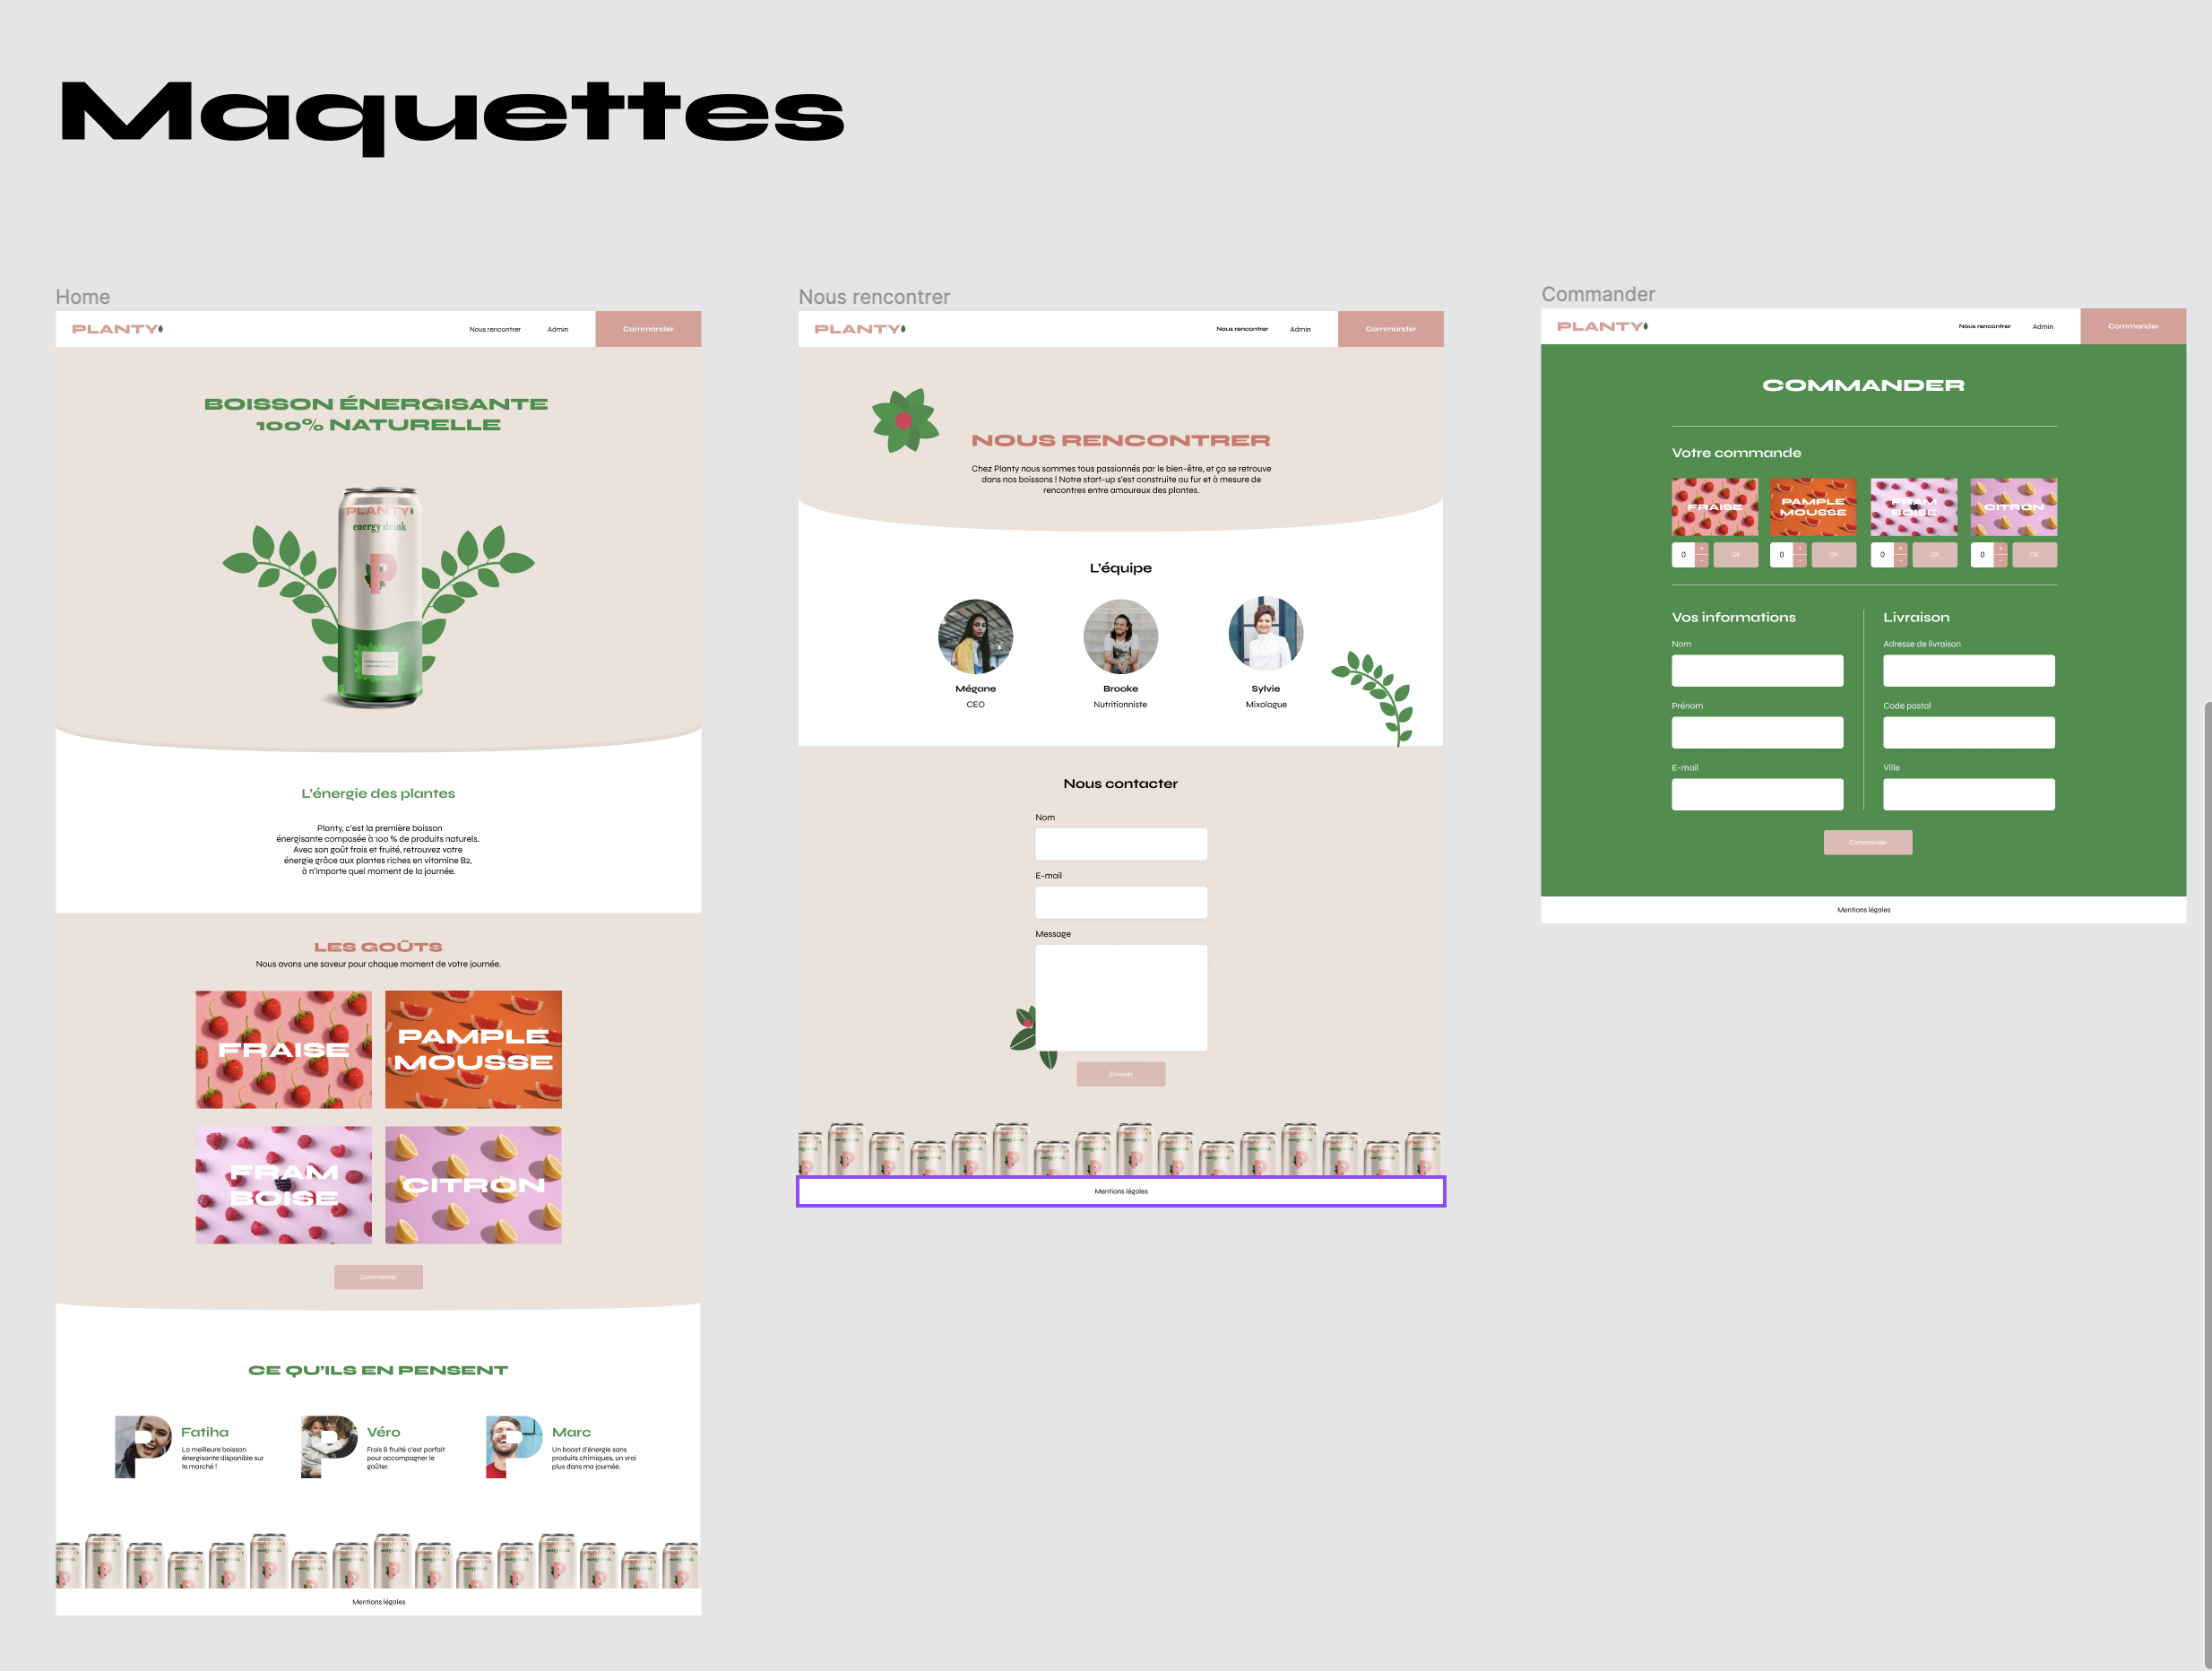 Maquettes
Home
PLANTY
Nous rencontrer
Admin
Commander
BOISSON ÉNERGISANTE
100% NATURELLE
PLANTY
energy drink
P
L'énergie des plantes
Planty, c'est la première boisson
énergisante composée à 100 % de produits naturels.
Avec son goût frais et fruité, retrouvez votre
énergie grâce aux plantes riches en vitamine B2,
à n'importe quel moment de la journée.
LES GOÛTS
Nous avons une saveur pour chaque moment de votre journée.
FRAISE
PAMPLE
MOUSSE
FRAM
BOISE
CITRON
Commander
CE QU'ILS EN PENSENT
Fatiha
La meilleure boisson
énergisante disponible sur
le marché !
Véro
Frais & fruité c'est parfait
pour accompagner le
goûter.
Marc
Un boost d'énergie sans
produits chimiques, un vrai
plus dans ma journée.
Mentions légales
Nous rencontrer
PLANTY
Nous rencontrer
Admin
Commander
NOUS RENCONTRER
Chez Planty nous sommes tous passionnés par le bien-être, et ça se retrouve
dans nos boissons ! Notre start-up s'est construite au fur et à mesure de
rencontres entre amoureux des plantes.
L'équipe
Mégane
CEO
Brooke
Nutritionniste
Sylvie
Mixologue
Nous contacter
Nom
E-mail
Message
Envoyer
Mentions légales
Commander
PLANTY
Nous rencontrer
Admin
Commander
COMMANDER
Votre commande
FRAISE
PAMPLE
MOUSSE
FRAM
BOISE
CITRON
0 + - Ok
0 + - OK
0 + - OK
0 + - OK
Vos informations
Nom
Prénom
E-mail
Livraison
Adresse de livraison
Code postal
Ville
Commander
Mentions légales